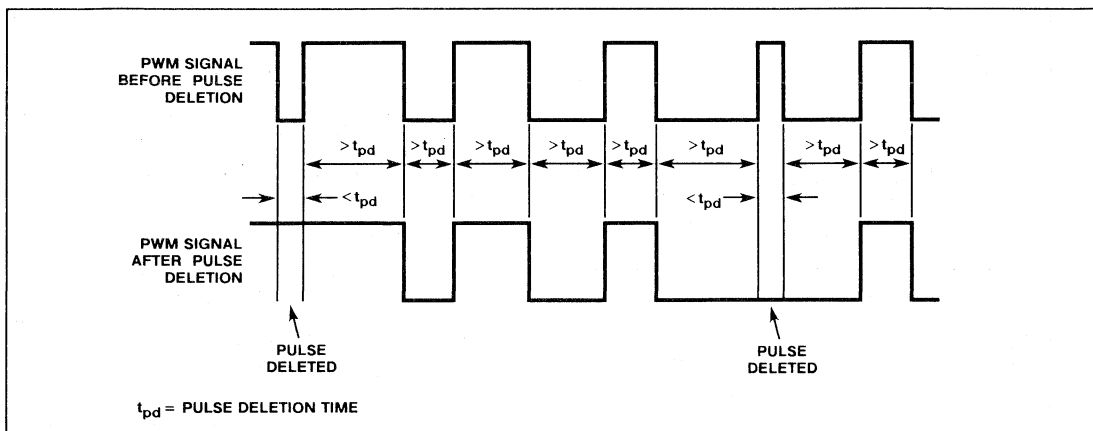 PWM SIGNAL
BEFORE PULSE
DELETION
> tpd > tpd > tpd > tpd > tpd > tpd > tpd > tpd
< tpd < tpd
PWM SIGNAL
AFTER PULSE
DELETION
PULSE
DELETED
PULSE
DELETED
tpd = PULSE DELETION TIME